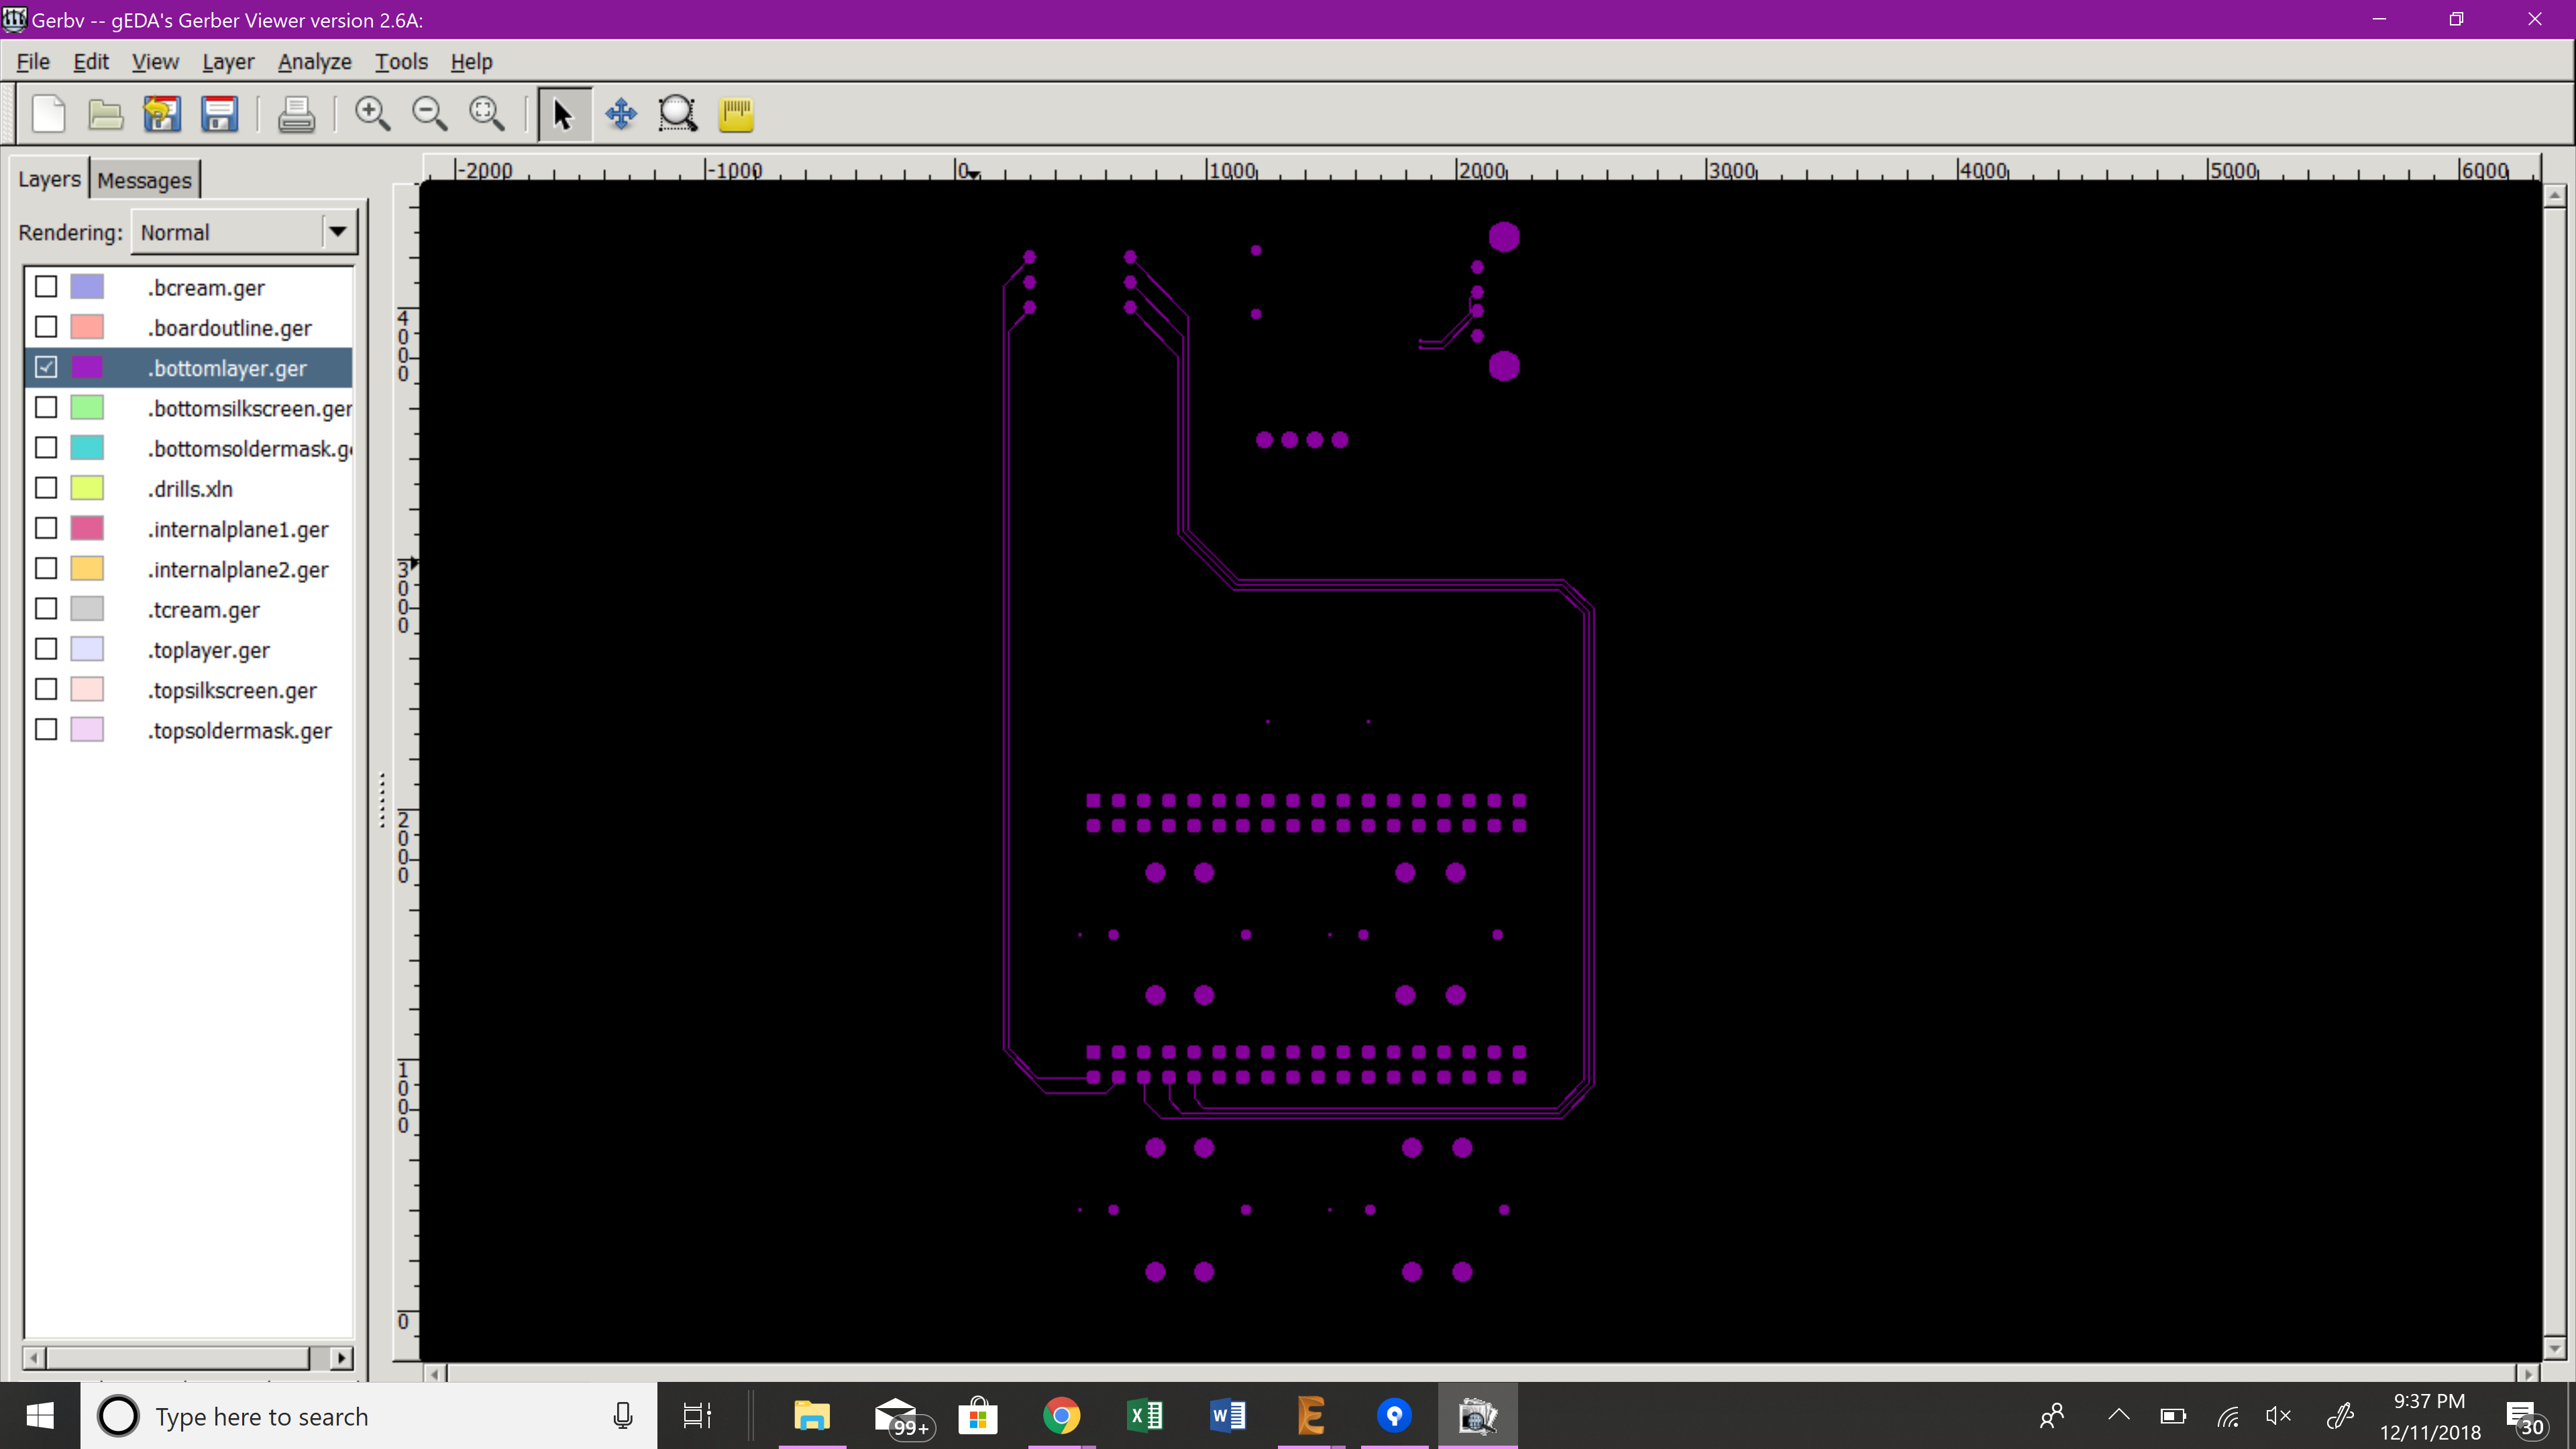 Gerbv -- gEDA's Gerber Viewer version 2.6A:
File Edit View Layer Analyze Tools Help
Layers Messages
-2000 -1000 0 1000 2000 3000 4000 5000 6000
Rendering: Normal
.bcream.ger
.boardoutline.ger
.bottomlayer.ger
.bottomsilkscreen.ger
.bottomsoldermask.g
.drills.xln
.internalplane1.ger
.internalplane2.ger
.tcream.ger
.toplayer.ger
.topsilkscreen.ger
.topsoldermask.ger
4000
3000
2000
1000
0
Type here to search
99+
9:37 PM
12/11/2018
30